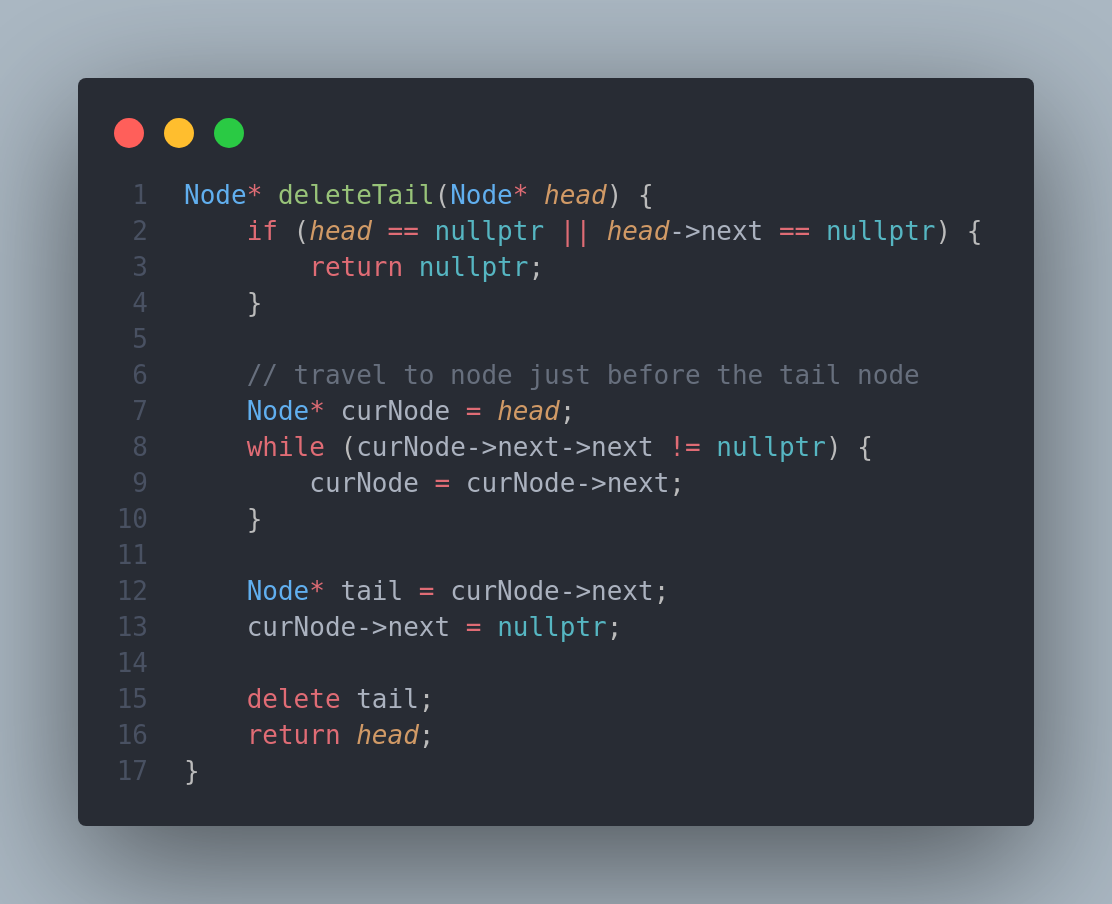 1 Node* deleteTail(Node* head) {
2     if (head == nullptr || head->next == nullptr) {
3         return nullptr;
4     }
5
6     // travel to node just before the tail node
7     Node* curNode = head;
8     while (curNode->next->next != nullptr) {
9         curNode = curNode->next;
10     }
11
12     Node* tail = curNode->next;
13     curNode->next = nullptr;
14
15     delete tail;
16     return head;
17 }